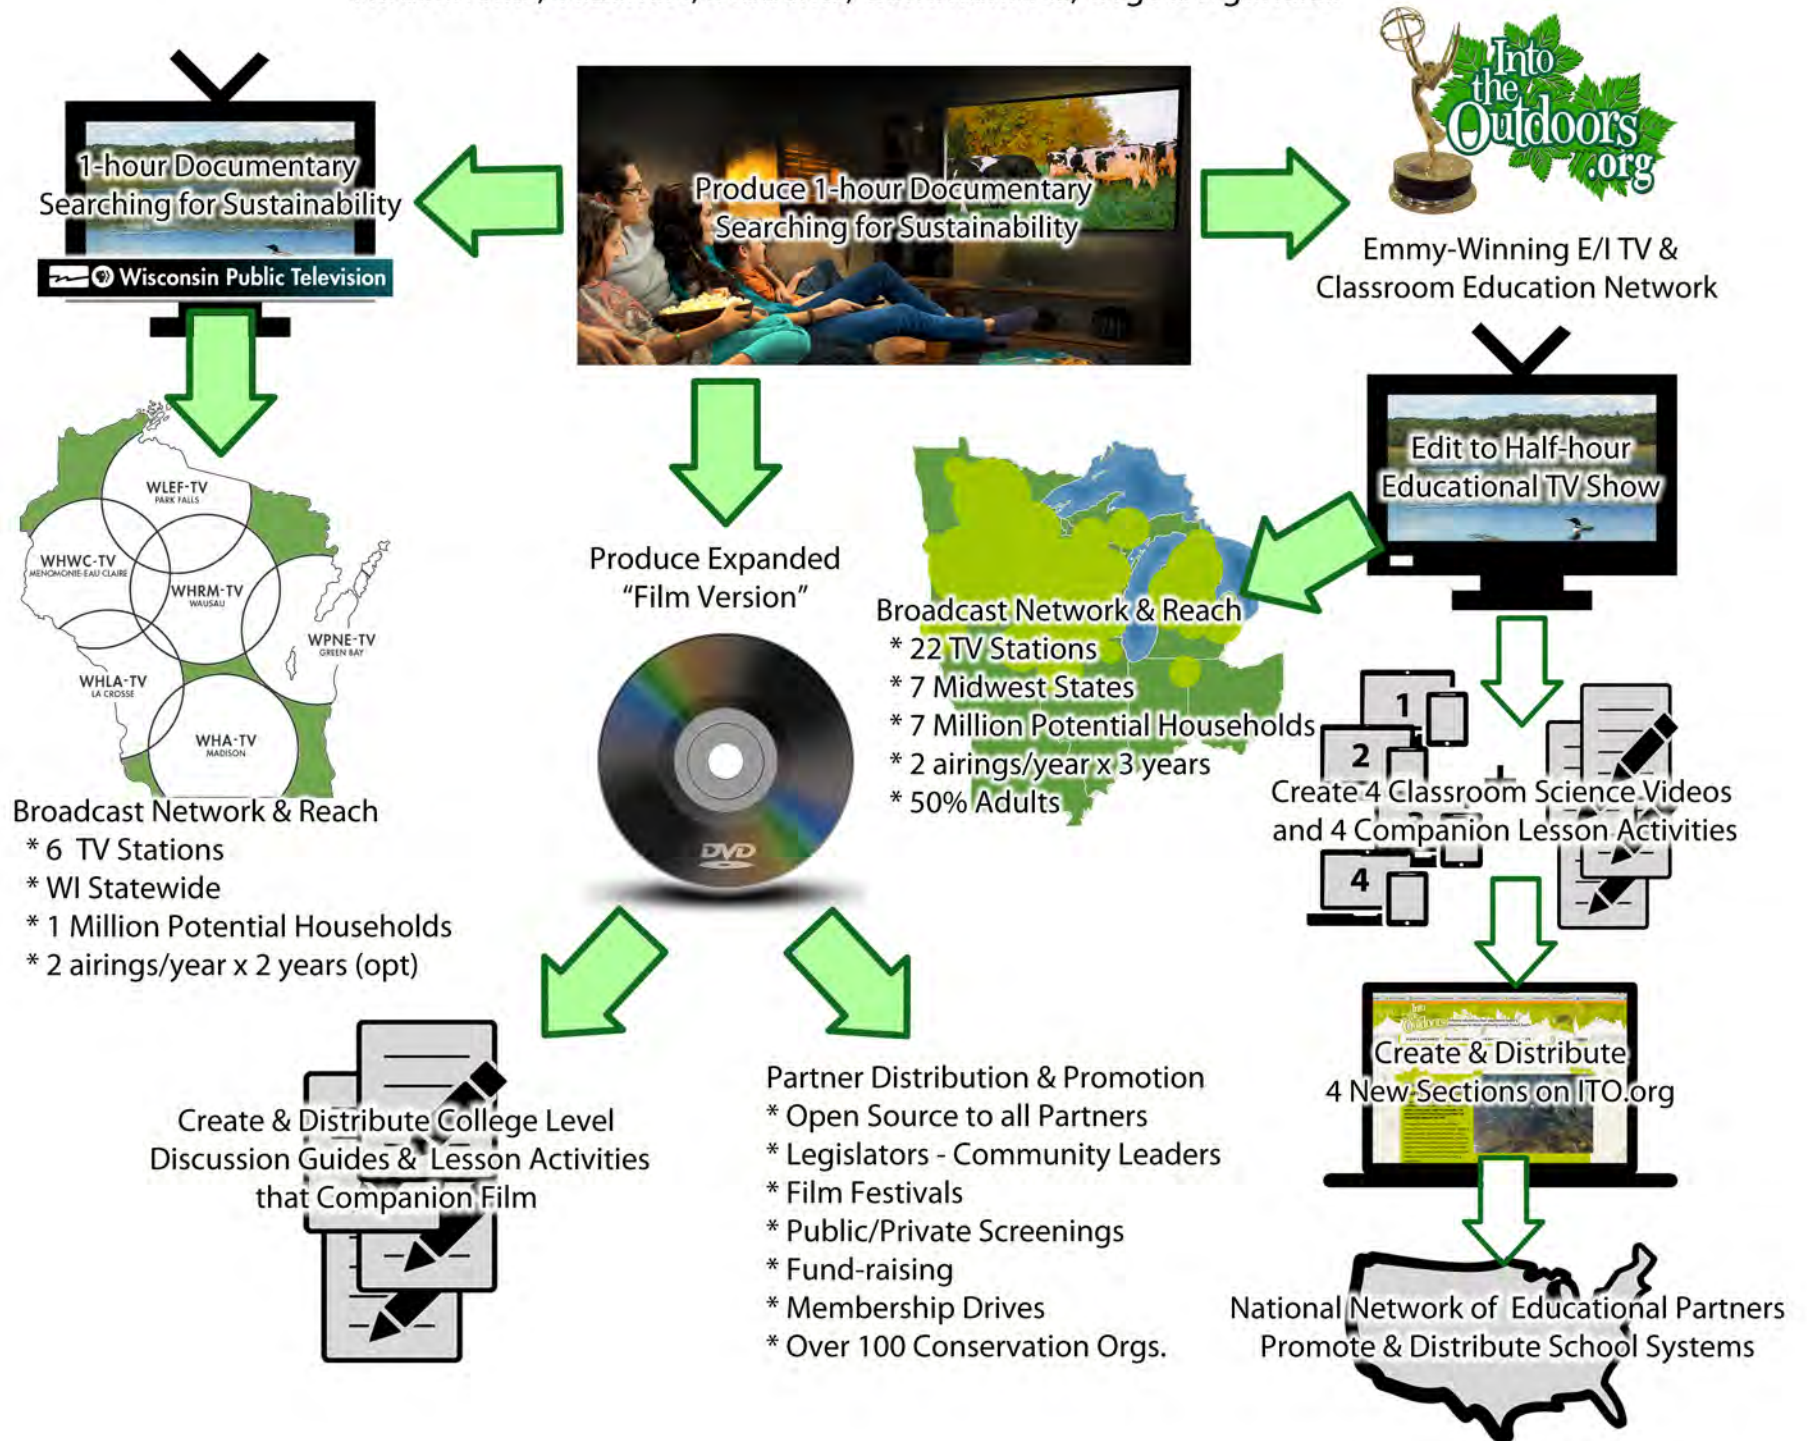 1-hour Documentary
Searching for Sustainability
Wisconsin Public Television
Produce 1-hour Documentary
Searching for Sustainability
Into
the
Outdoors
.org
Emmy-Winning E/I TV &
Classroom Education Network
WLEF-TV
PARK FALLS
WHWC-TV
MENOMONIE-EAU CLAIRE
WHRM-TV
WAUSAU
WPNE-TV
GREEN BAY
WHLA-TV
LA CROSSE
WHA-TV
MADISON
Broadcast Network & Reach
* 6 TV Stations
* WI Statewide
* 1 Million Potential Households
* 2 airings/year x 2 years (opt)
Produce Expanded
“Film Version”
DVD
Edit to Half-hour
Educational TV Show
Broadcast Network & Reach
* 22 TV Stations
* 7 Midwest States
* 7 Million Potential Households
* 2 airings/year x 3 years
* 50% Adults
1
2
+
Create 4 Classroom Science Videos
and 4 Companion Lesson Activities
4
Create & Distribute College Level
Discussion Guides & Lesson Activities
that Companion Film
Partner Distribution & Promotion
* Open Source to all Partners
* Legislators - Community Leaders
* Film Festivals
* Public/Private Screenings
* Fund-raising
* Membership Drives
* Over 100 Conservation Orgs.
Into
the
Outdoors
Create & Distribute
4 New Sections on ITO.org
National Network of Educational Partners
Promote & Distribute School Systems